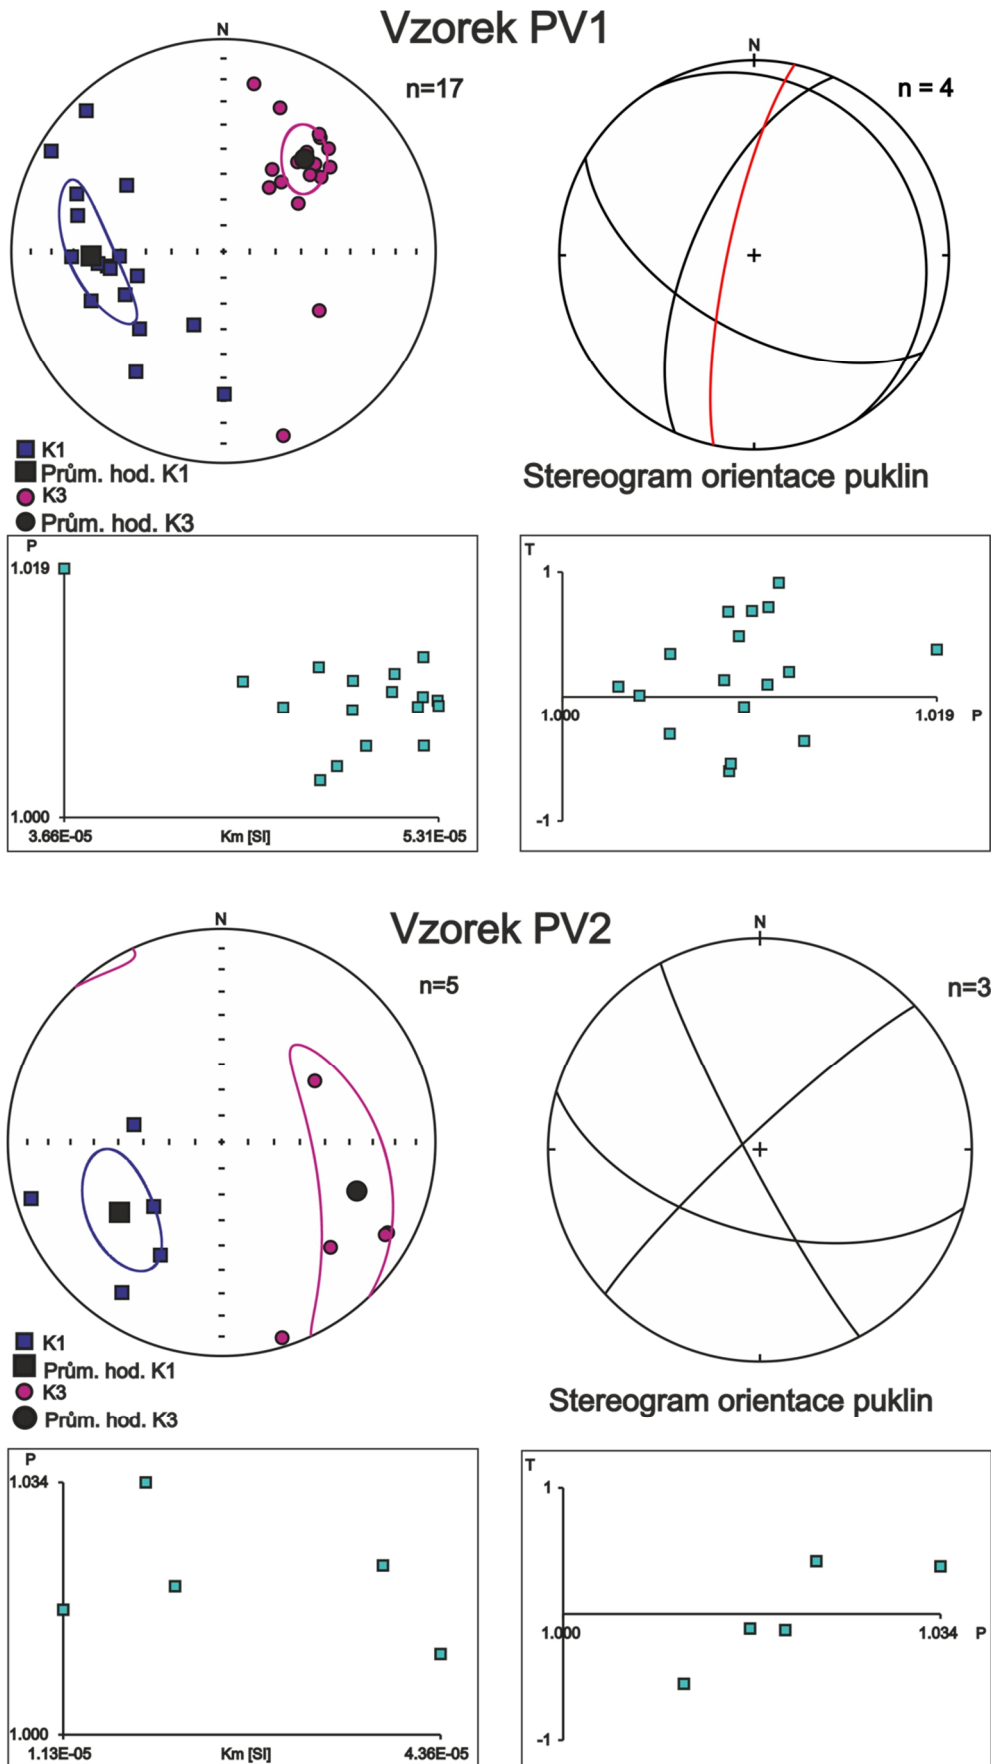 Vzorek PV1
N
n=17
N
n = 4
K1
Prům. hod. K1
K3
Prům. hod. K3
Stereogram orientace puklin
P
1.019
1.000
3.66E-05
Km [SI]
5.31E-05
T
1
1.000
1.019
P
-1
Vzorek PV2
N
n=5
N
n=3
K1
Prům. hod. K1
K3
Prům. hod. K3
Stereogram orientace puklin
P
1.034
1.000
1.13E-05
Km [SI]
4.36E-05
T
1
1.000
1.034
P
-1